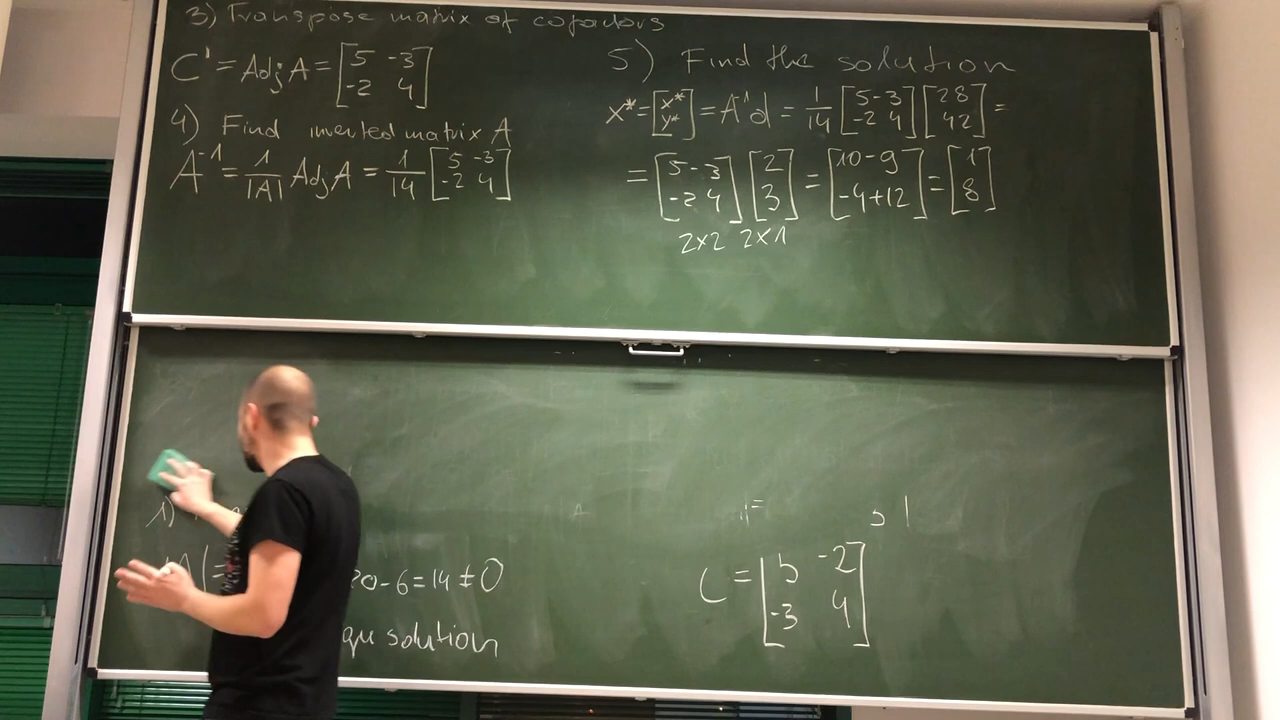 3) Transpose matrix of cofactors
C' = Adj A = [5 -3
-2 4]
4) Find inverted matrix A
A^-1 = 1/|A| Adj A = 1/14 [5 -3
-2 4]
5) Find the solution
x* = [x*
y*] = A^-1 d = 1/14 [5 -3
-2 4] [28
42] =
= [5 -3
-2 4] [2
3] = [10-9
-4+12] = [1
8]
2x2 2x1
1)
|A| =
20-6=14≠0
solution
C = [5 -2
-3 4]